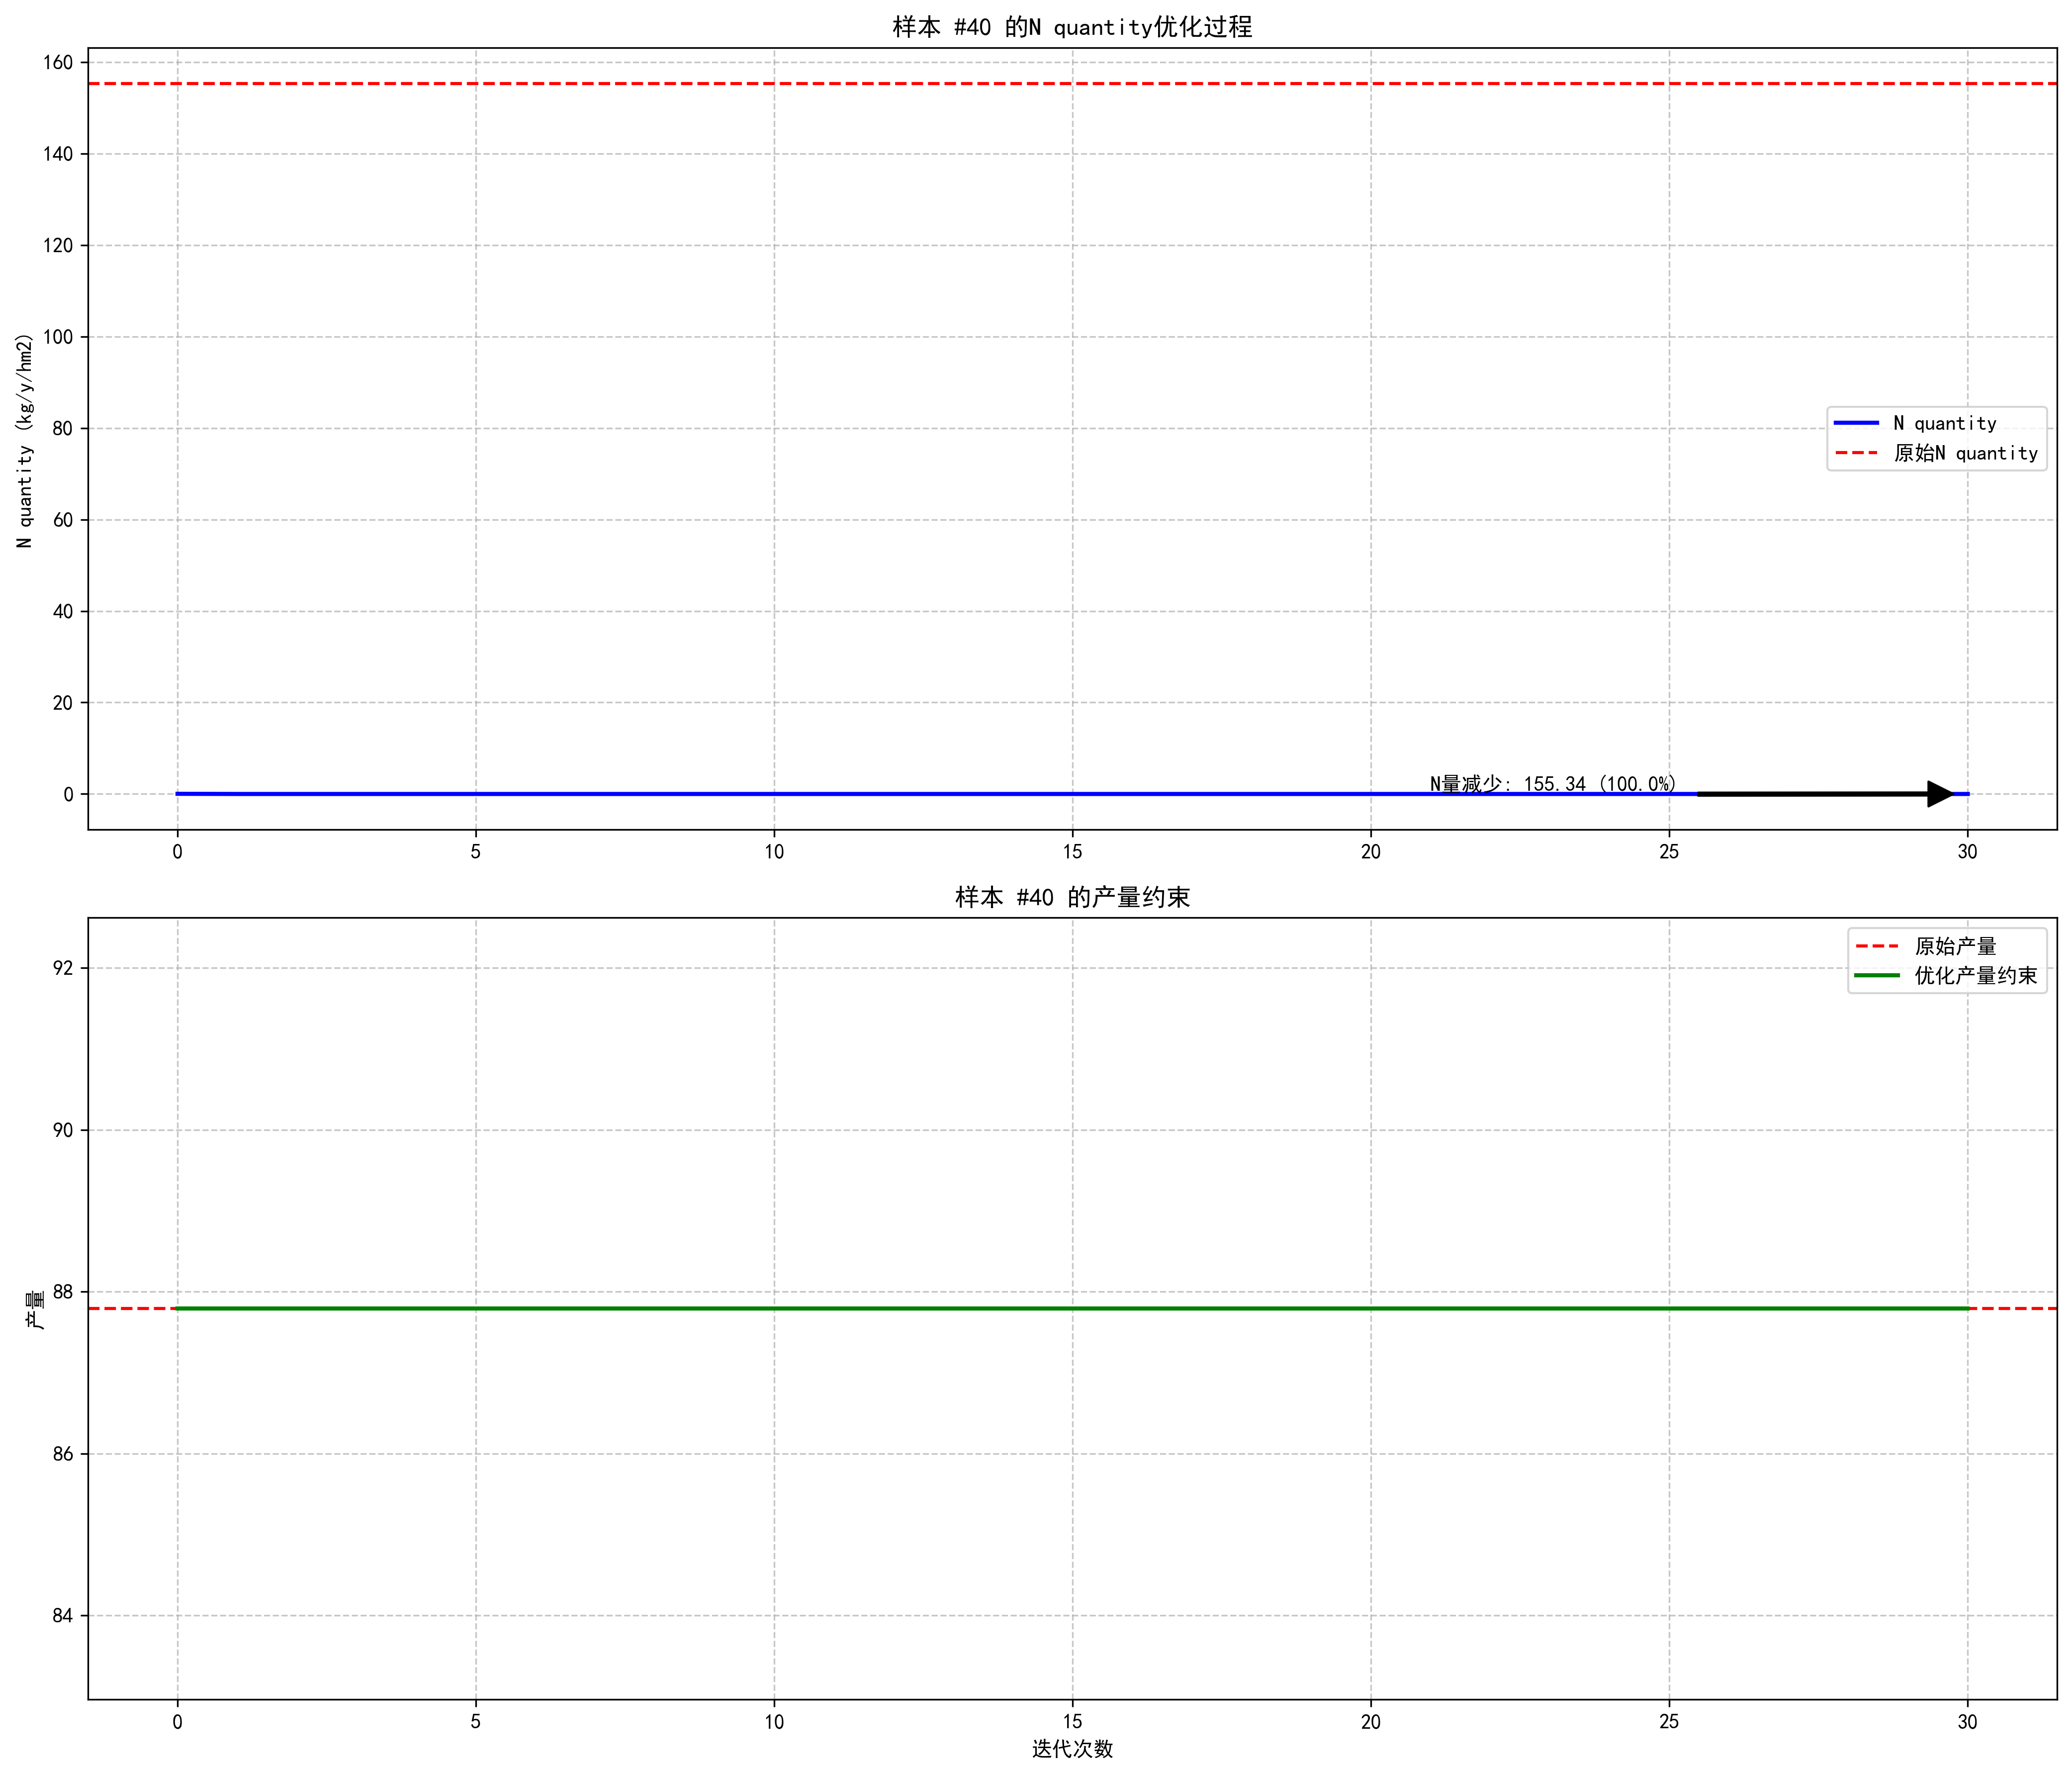 样本 #40 的N quantity优化过程
160
140
120
100
80
60
40
20
0
N quantity (kg/y/hm2)
N quantity
原始N quantity
N量减少: 155.34 (100.0%)
0 5 10 15 20 25 30
样本 #40 的产量约束
92
90
88
86
84
产量
原始产量
优化产量约束
0 5 10 15 20 25 30
迭代次数